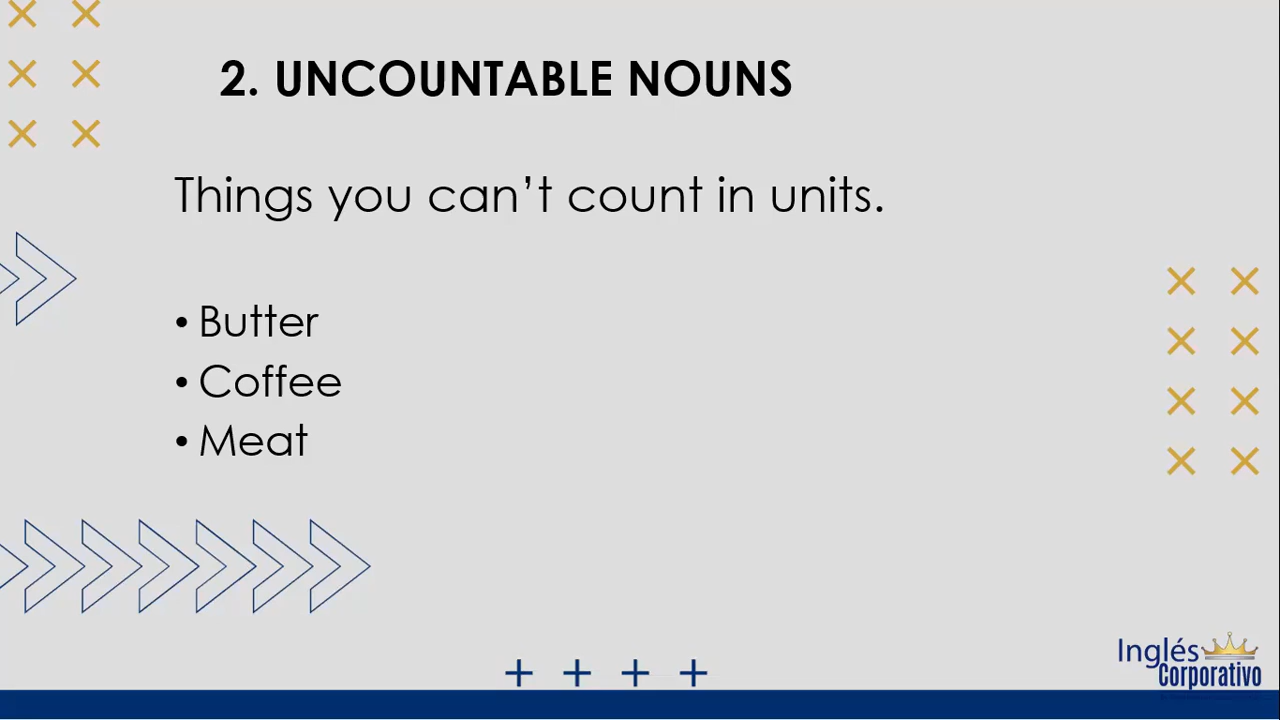 2. UNCOUNTABLE NOUNS
Things you can’t count in units.
• Butter
• Coffee
• Meat
Inglés
Corporativo